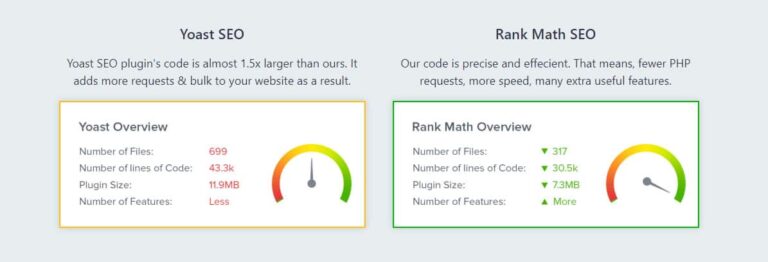 Yoast SEO
Yoast SEO plugin's code is almost 1.5x larger than ours. It
adds more requests & bulk to your website as a result.
Yoast Overview
Number of Files: 699
Number of lines of Code: 43.3k
Plugin Size: 11.9MB
Number of Features: Less
Rank Math SEO
Our code is precise and effecient. That means, fewer PHP
requests, more speed, many extra useful features.
Rank Math Overview
Number of Files: ▼ 317
Number of lines of Code: ▼ 30.5k
Plugin Size: ▼ 7.3MB
Number of Features: ▲ More